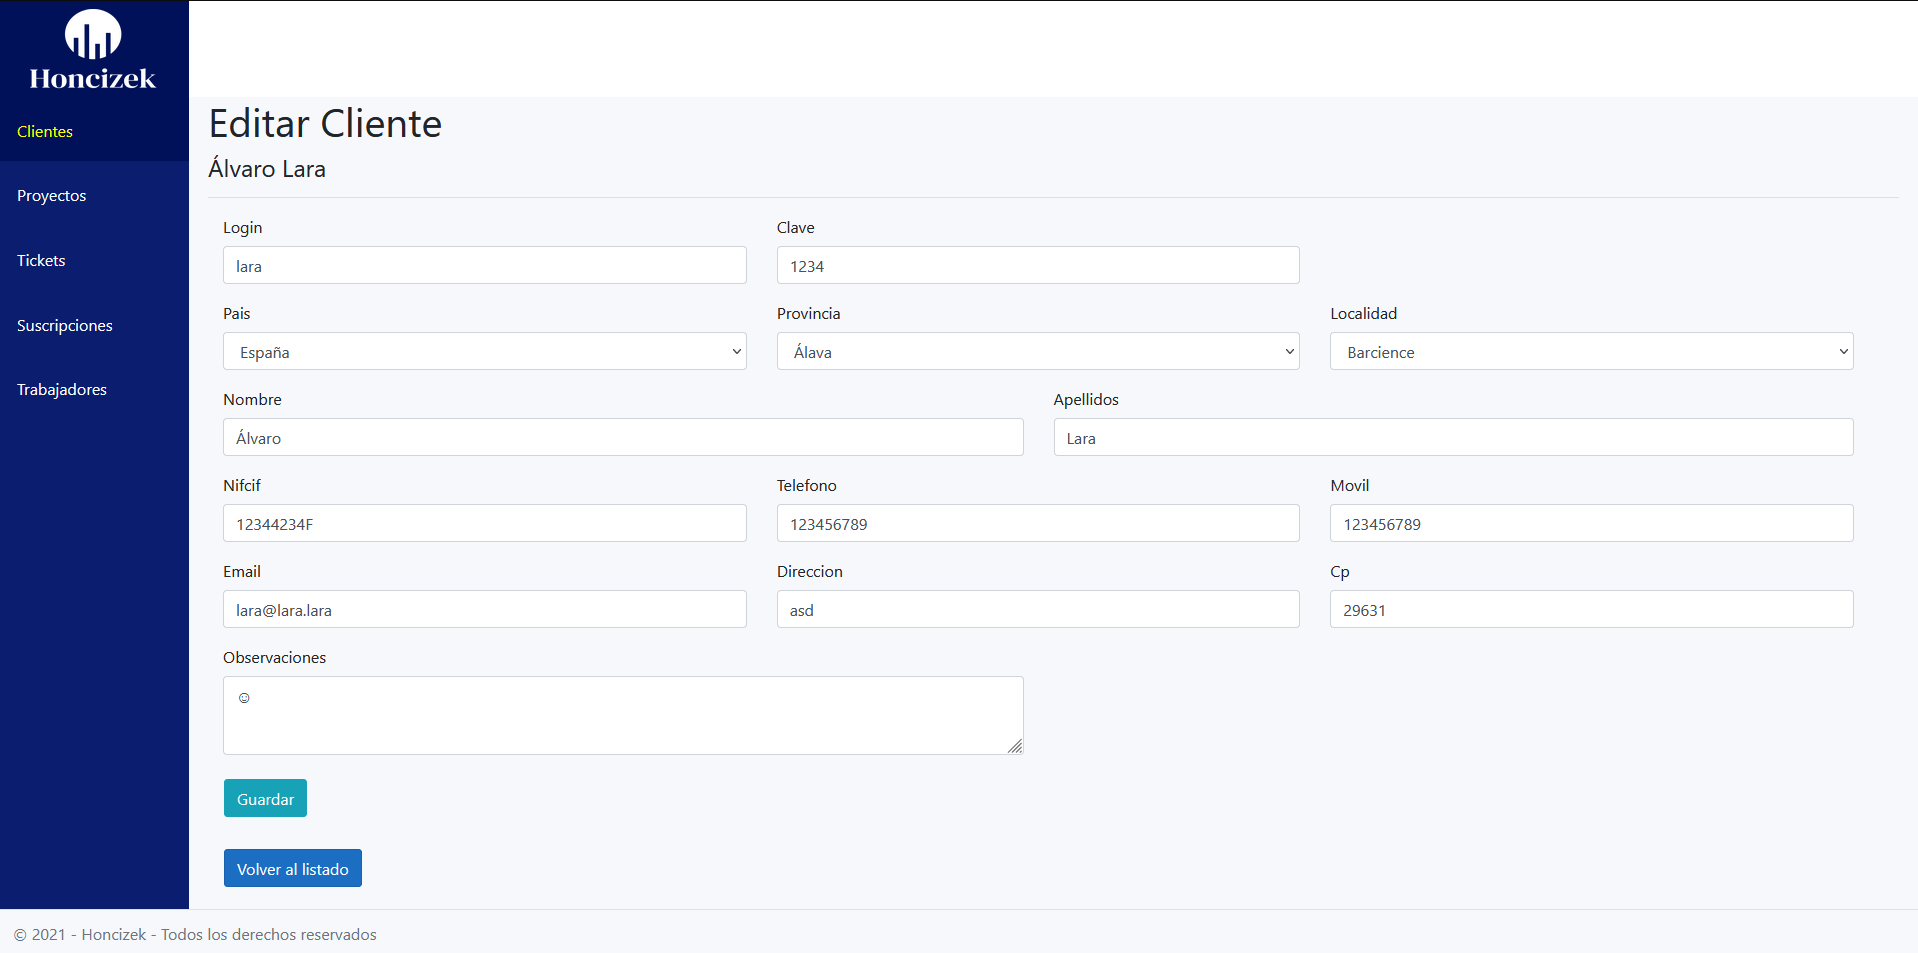 Honcizek
Clientes
Proyectos
Tickets
Suscripciones
Trabajadores
Editar Cliente
Álvaro Lara
Login
Clave
lara
1234
Pais
Provincia
Localidad
España
Álava
Barcience
Nombre
Apellidos
Álvaro
Lara
Nifcif
Telefono
Movil
12344234F
123456789
123456789
Email
Direccion
Cp
lara@lara.lara
asd
29631
Observaciones
☺
Guardar
Volver al listado
© 2021 - Honcizek - Todos los derechos reservados